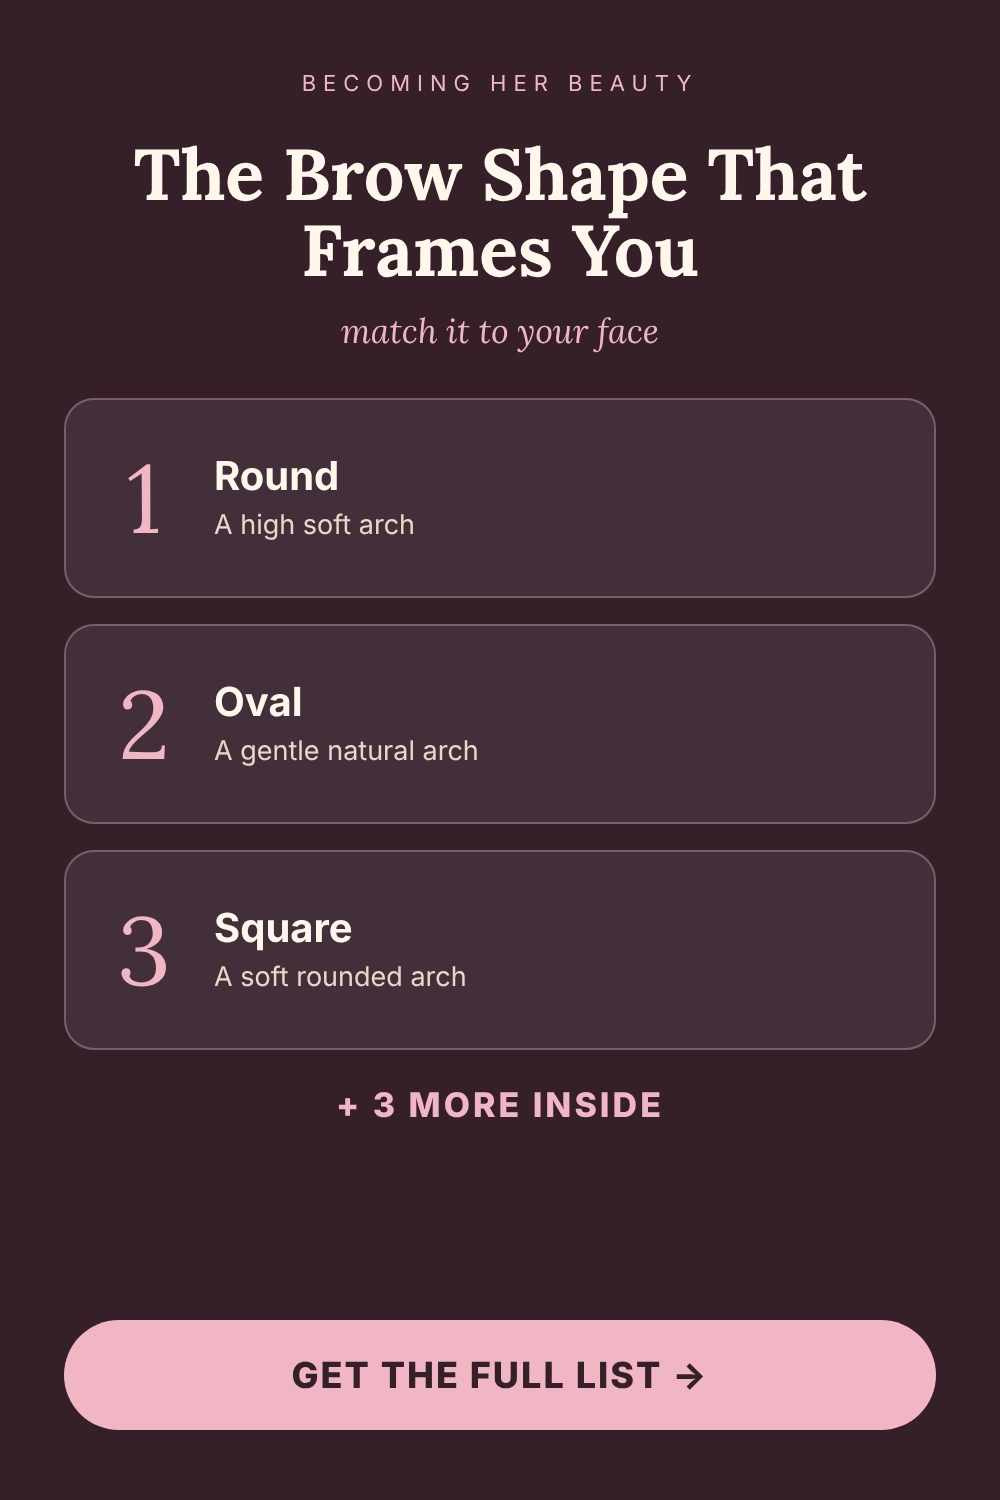 BECOMING HER BEAUTY
The Brow Shape That
Frames You
match it to your face
1
Round
A high soft arch
2
Oval
A gentle natural arch
3
Square
A soft rounded arch
+ 3 MORE INSIDE
GET THE FULL LIST →